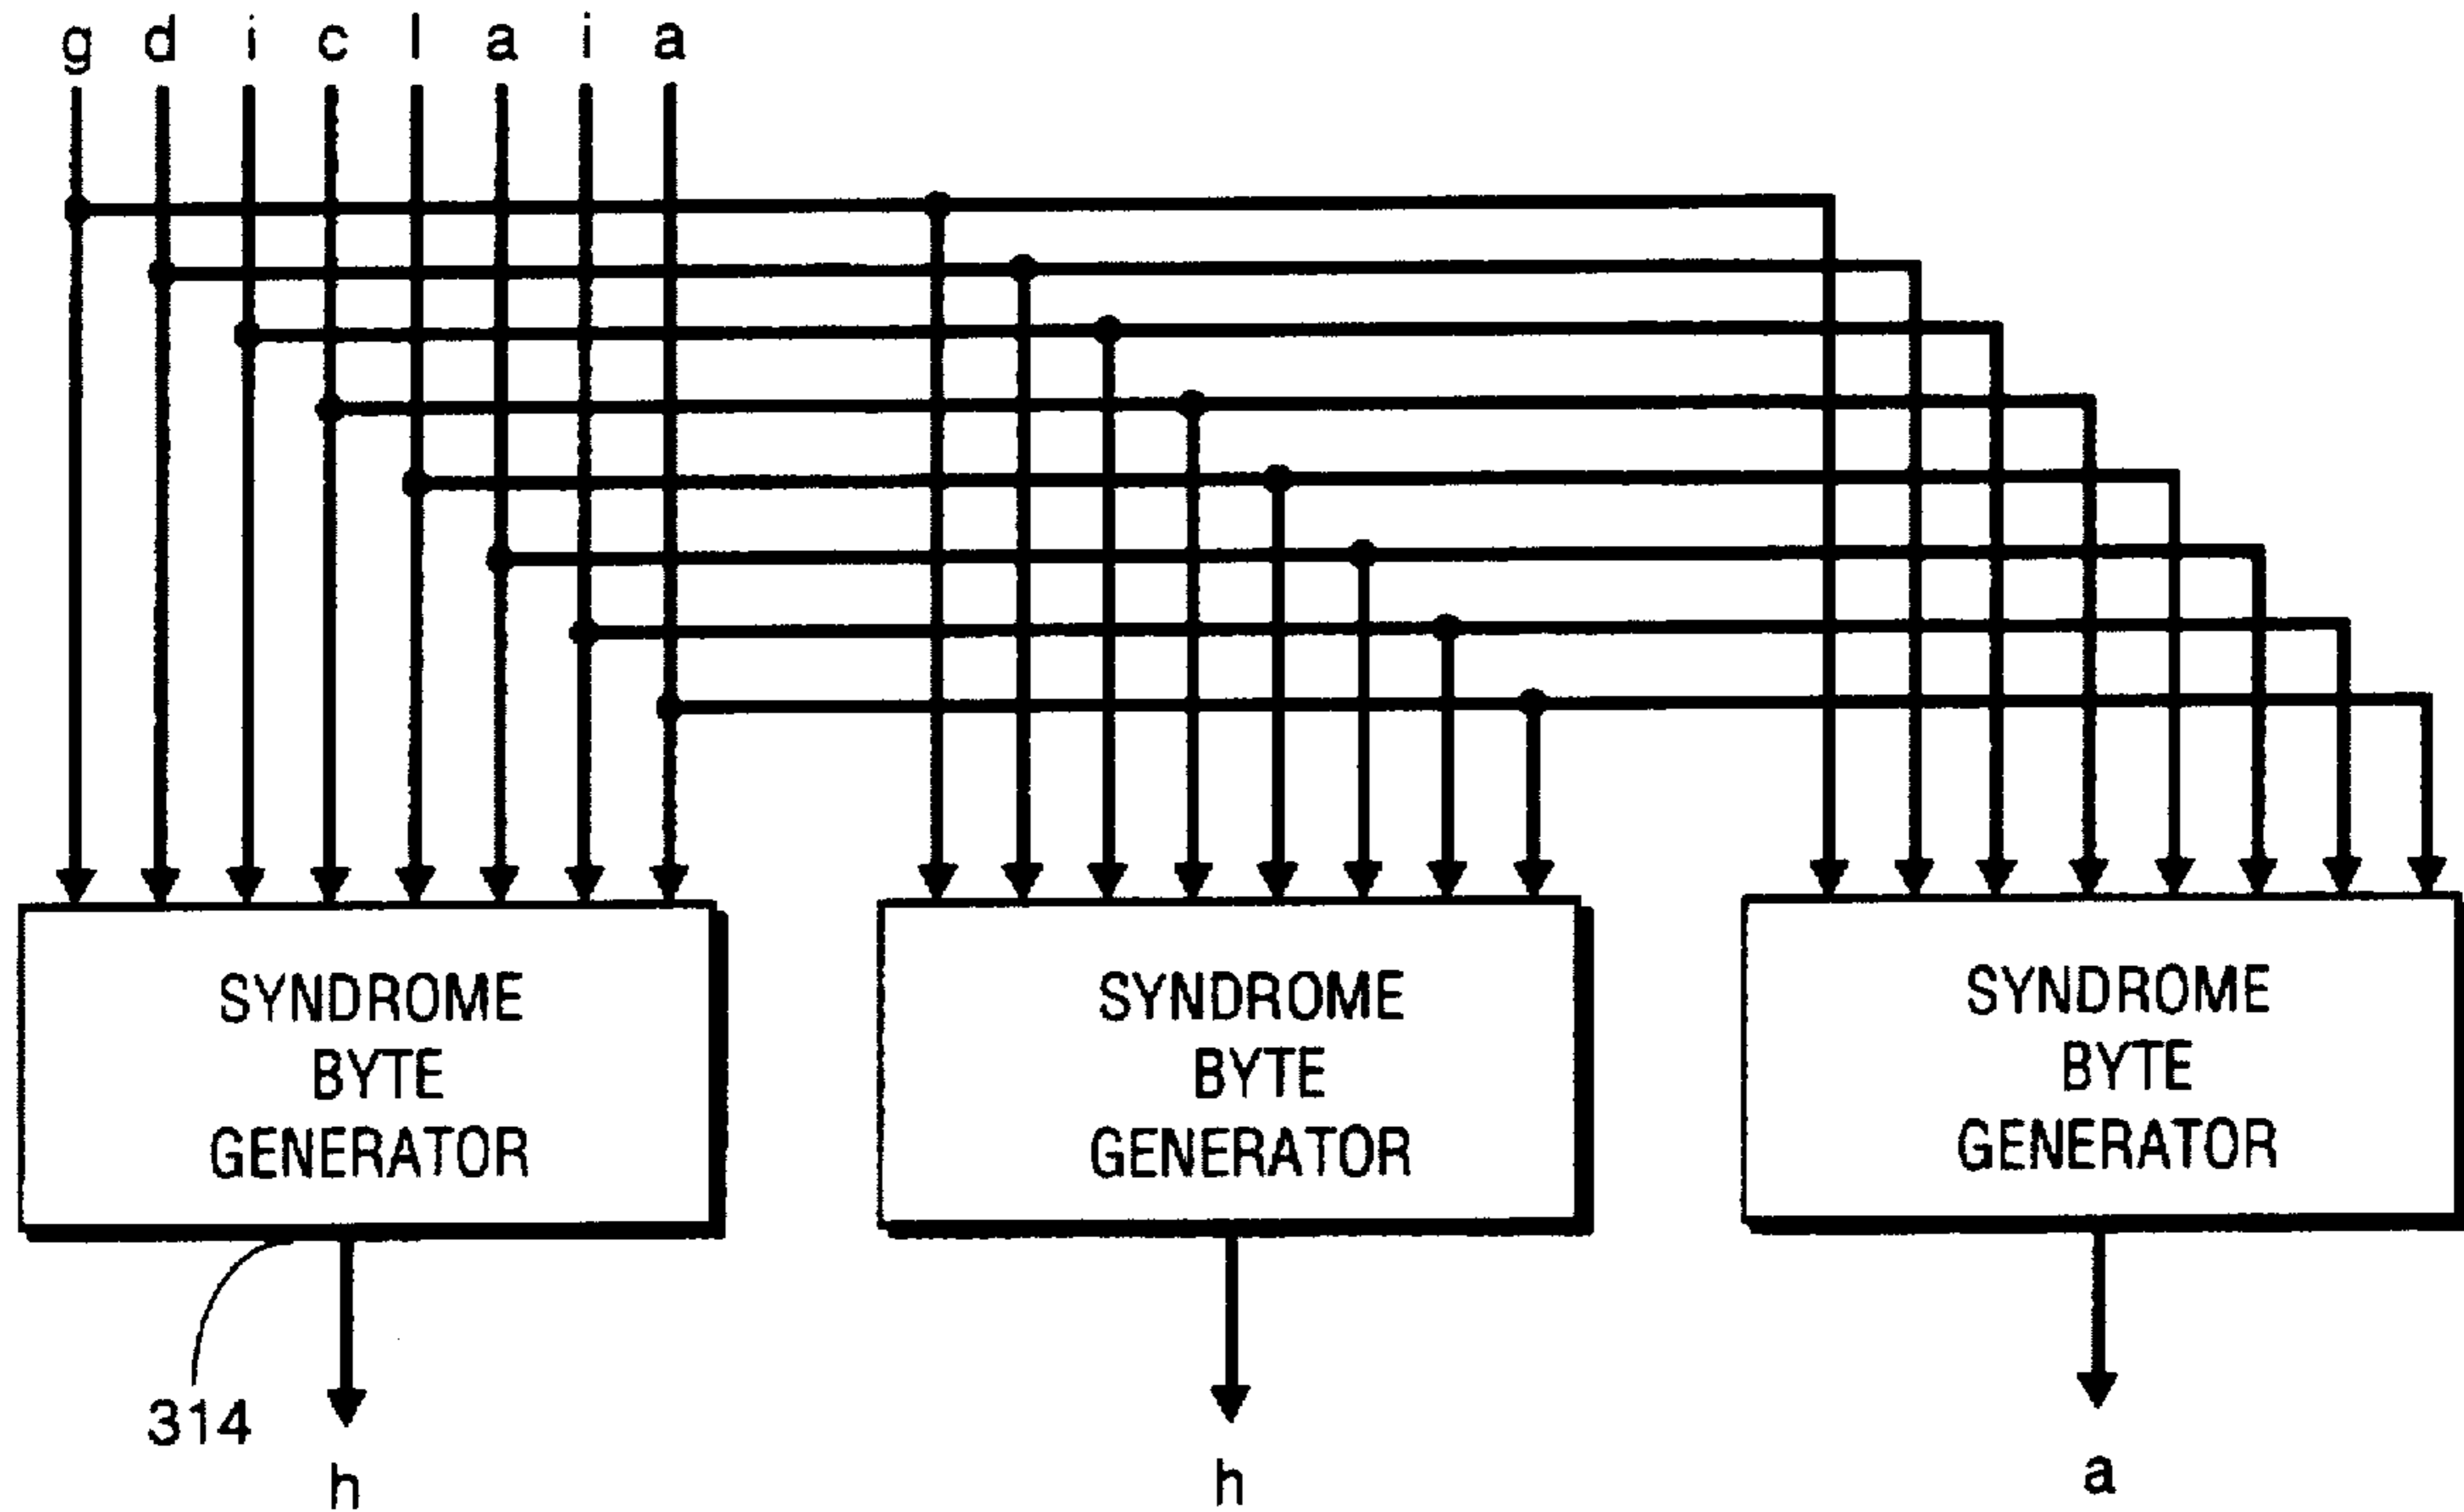 g d i c l a i a
SYNDROME
BYTE
GENERATOR
SYNDROME
BYTE
GENERATOR
SYNDROME
BYTE
GENERATOR
314
h
h
a